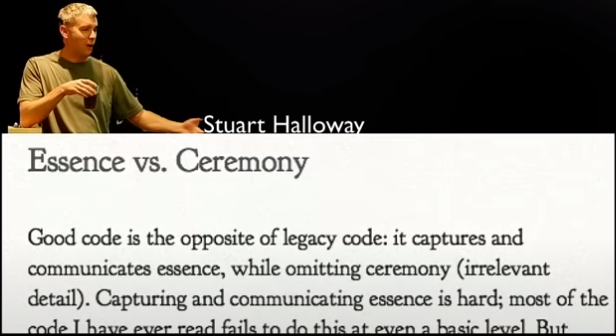 Stuart Halloway
Essence vs. Ceremony
Good code is the opposite of legacy code: it captures and
communicates essence, while omitting ceremony (irrelevant
detail). Capturing and communicating essence is hard; most of the
code I have ever read fails to do this at even a basic level. But